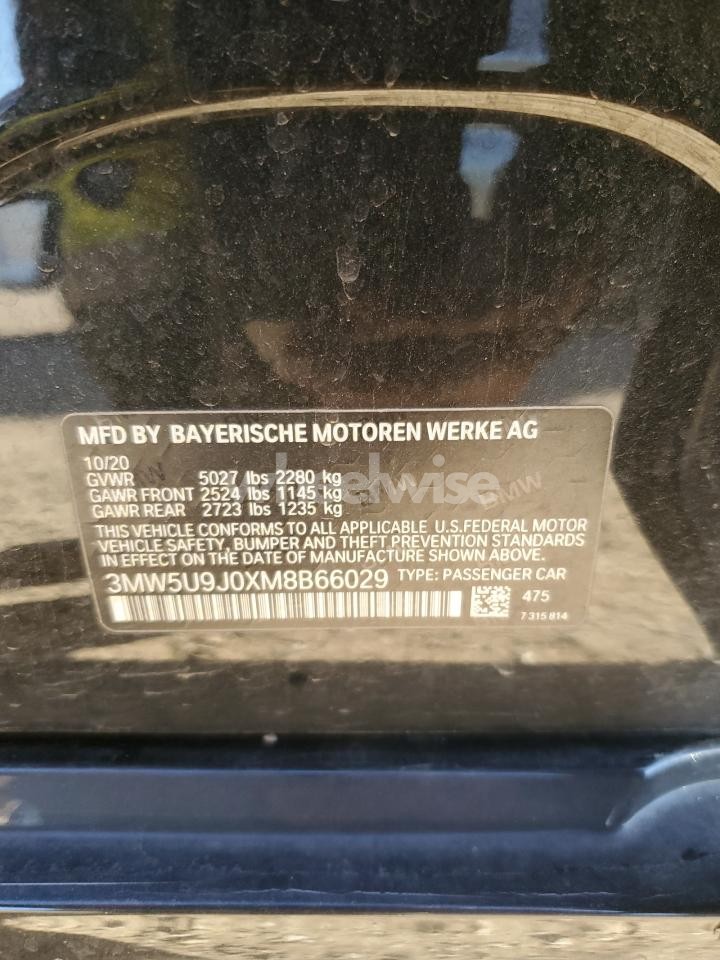 MFD BY BAYERISCHE MOTOREN WERKE AG
10/20
GVWR 5027 lbs 2280 kg
GAWR FRONT 2524 lbs 1145 kg
GAWR REAR 2723 lbs 1235 kg
THIS VEHICLE CONFORMS TO ALL APPLICABLE U.S.FEDERAL MOTOR
VEHICLE SAFETY, BUMPER AND THEFT PREVENTION STANDARDS
IN EFFECT ON THE DATE OF MANUFACTURE SHOWN ABOVE.
3MW5U9J0XM8B66029 TYPE: PASSENGER CAR
475
7 315 814
wheelwise
BMW